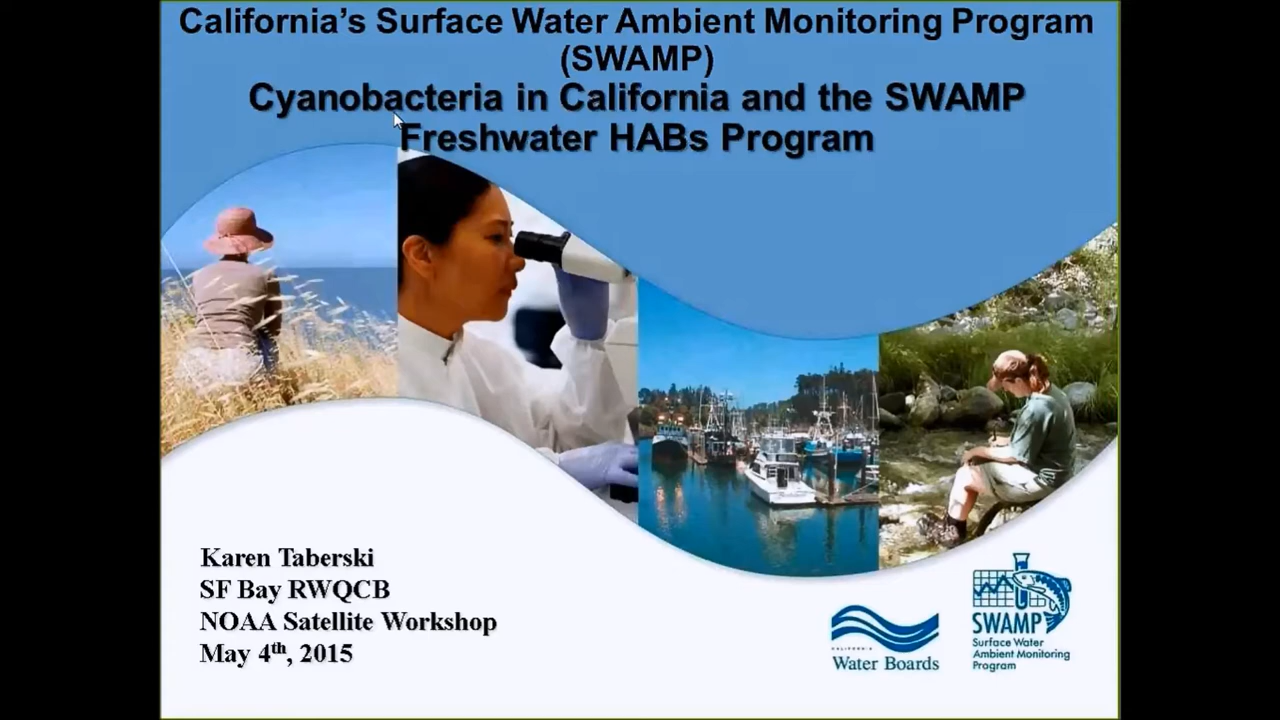 California’s Surface Water Ambient Monitoring Program
(SWAMP)
Cyanobacteria in California and the SWAMP
Freshwater HABs Program
Karen Taberski
SF Bay RWQCB
NOAA Satellite Workshop
May 4th, 2015
CALIFORNIA
Water Boards
SWAMP
Surface Water
Ambient Monitoring
Program